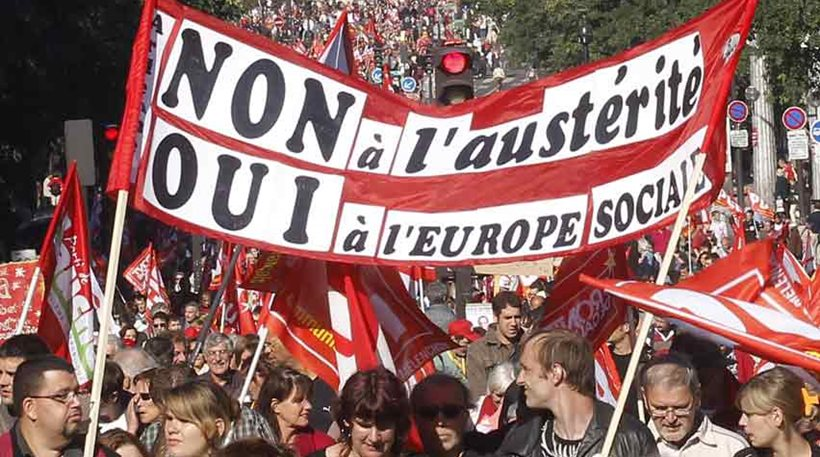 NON à l'austérité
OUI à l'EUROPE SOCIALE